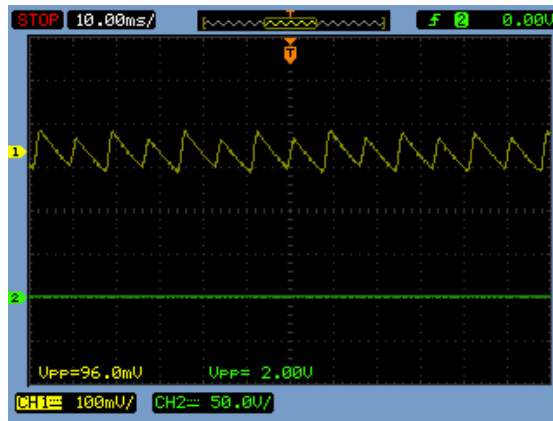 STOP 10.00ms/ T f 2 0.00V
T
1
2
Vpp=96.0mV Vpp= 2.00V
CH1 100mV/ CH2 50.0V/